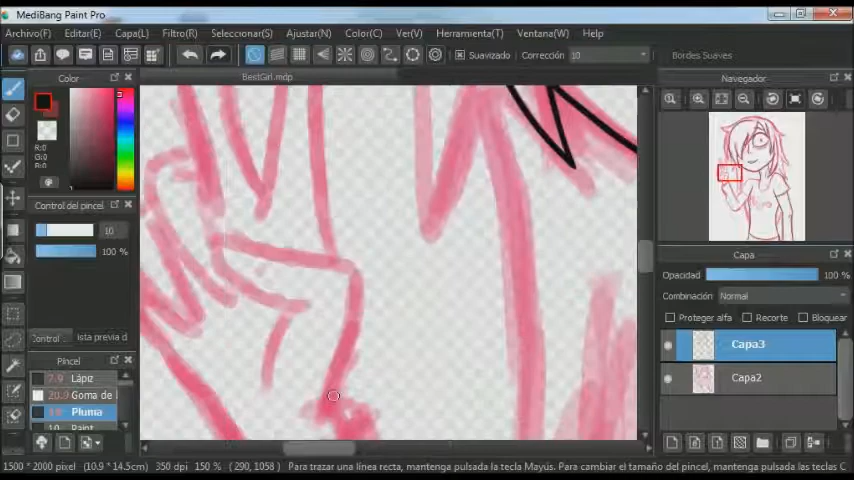 MediBang Paint Pro
Archivo(F) Editar(E) Capa(L) Filtro(R) Seleccionar(S) Ajustar(N) Color(C) Ver(V) Herramienta(T) Ventana(W) Help
Suavizado Corrección 10 Bordes Suaves
Color
BestGirl.mdp
Navegador
R:0
G:0
B:0
Control del pincel
10
100 %
Control
ista previa d
Pincel
7.9 Lápiz
20.0 Goma de l
10 Pluma
10 Paint
Capa
Opacidad 100 %
Combinación Normal
Proteger alfa Recorte Bloquear
Capa3
Capa2
1500 * 2000 pixel (10.9 * 14.5cm) 350 dpi 150 % (290, 1058) Para trazar una línea recta, mantenga pulsada la tecla Mayús. Para cambiar el tamaño del pincel, mantenga pulsada las teclas C